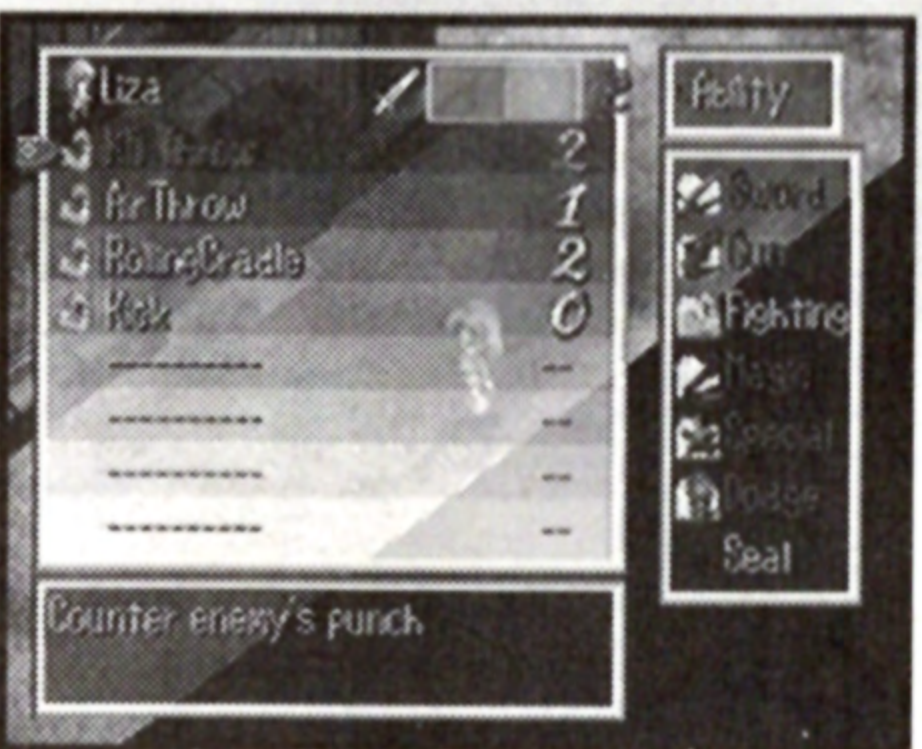 Liza
Throw 2
AirThrow 1
RollingCradle 2
Kick 0
---------- --
---------- --
---------- --
---------- --
Counter enemy's punch
Ability
Sword
Gun
Fighting
Magic
Special
Dodge
Seal